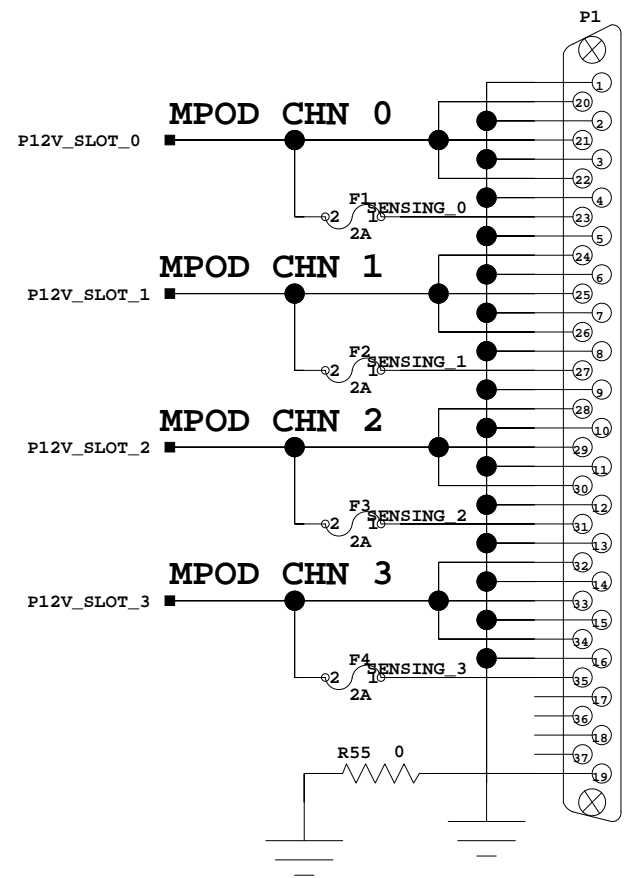 P1
1
20
MPOD CHN 0
2
P12V_SLOT_0
21
3
22
4
F1
SENSING_0
2 1
23
2A
5
24
MPOD CHN 1
6
P12V_SLOT_1
25
7
26
8
F2
SENSING_1
2 1
27
2A
9
28
MPOD CHN 2
10
P12V_SLOT_2
29
11
30
12
F3
SENSING_2
2 1
31
2A
13
32
MPOD CHN 3
14
P12V_SLOT_3
33
15
34
16
F4
SENSING_3
2 1
35
2A
17
36
18
37
R55 0
19